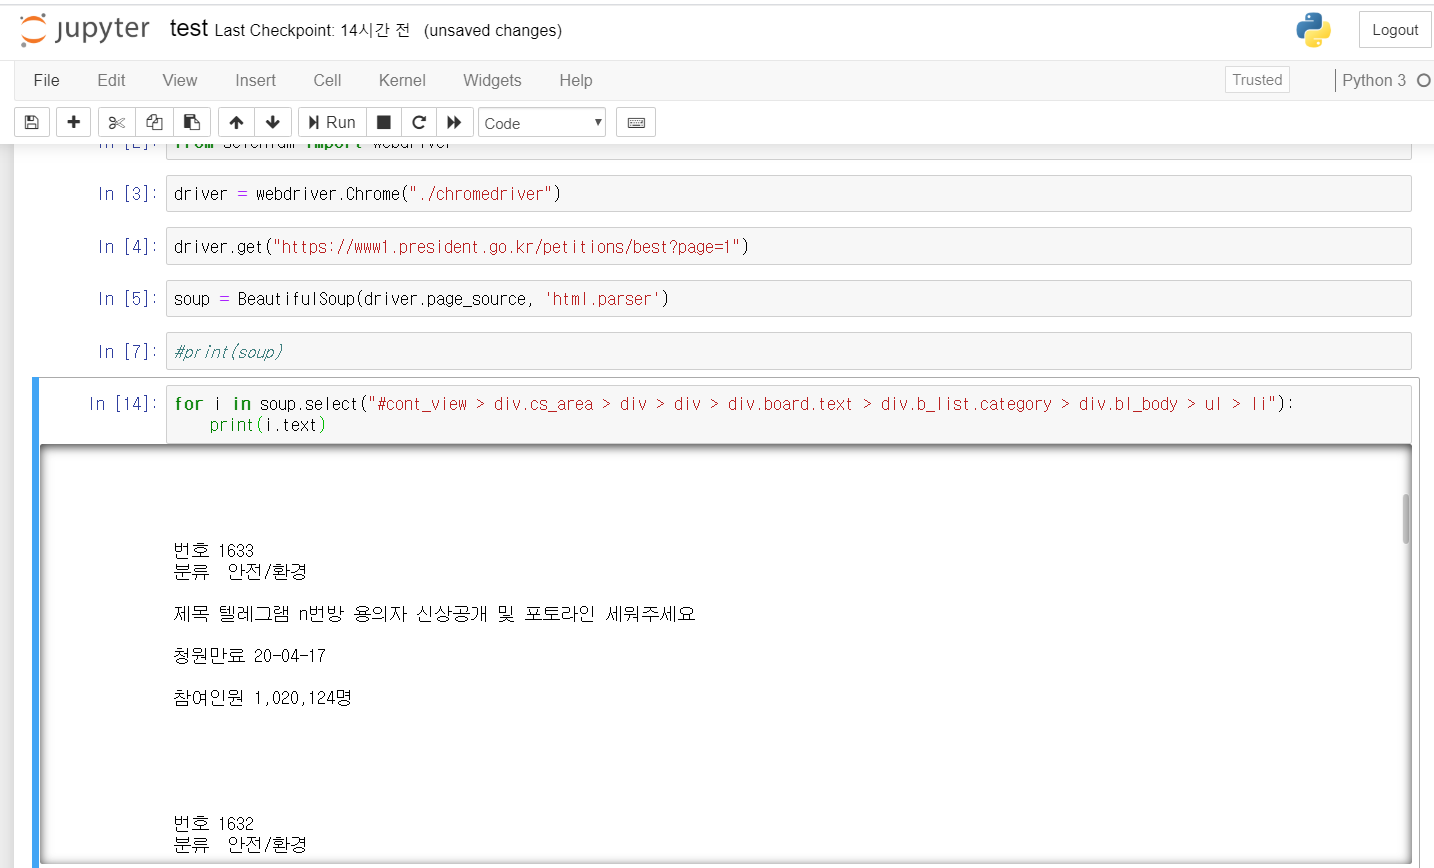 jupyter test Last Checkpoint: 14시간 전 (unsaved changes)
Logout
File Edit View Insert Cell Kernel Widgets Help
Trusted Python 3
Run Code
In [2]: from selenium import webdriver
In [3]: driver = webdriver.Chrome("./chromedriver")
In [4]: driver.get("https://www1.president.go.kr/petitions/best?page=1")
In [5]: soup = BeautifulSoup(driver.page_source, 'html.parser')
In [7]: #print(soup)
In [14]: for i in soup.select("#cont_view > div.cs_area > div > div > div.board.text > div.b_list.category > div.bl_body > ul > li"):
print(i.text)
번호 1633
분류 안전/환경
제목 텔레그램 n번방 용의자 신상공개 및 포토라인 세워주세요
청원만료 20-04-17
참여인원 1,020,124명
번호 1632
분류 안전/환경